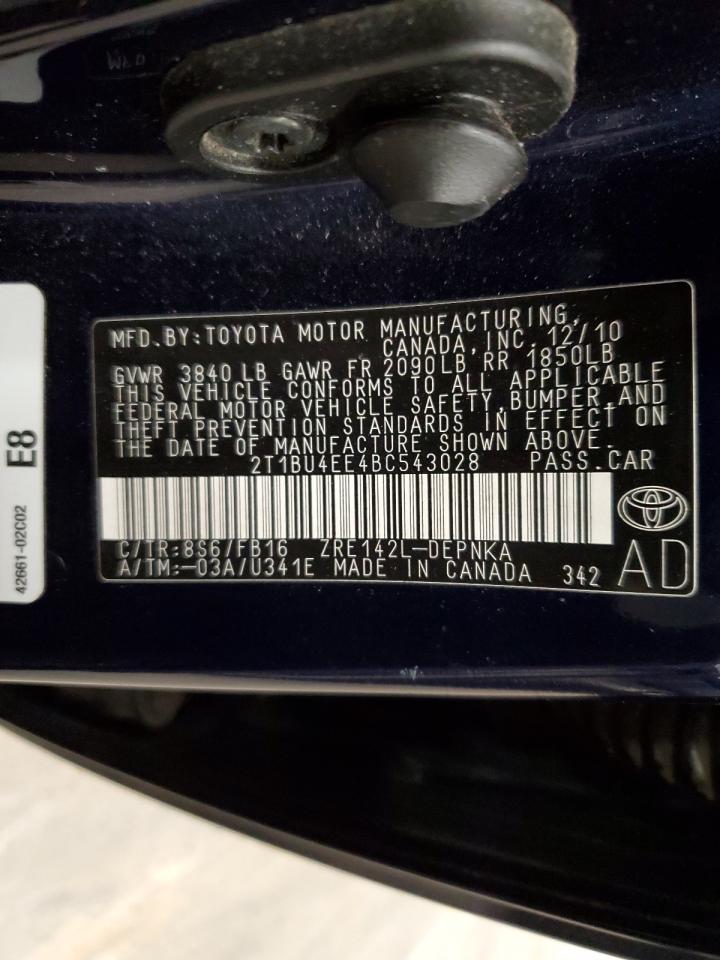 MFD.BY:TOYOTA MOTOR MANUFACTURING,
CANADA,INC. 12/10
GVWR 3840 LB GAWR FR 2090LB RR 1850LB
THIS VEHICLE CONFORMS TO ALL APPLICABLE
FEDERAL MOTOR VEHICLE SAFETY,BUMPER,AND
THEFT PREVENTION STANDARDS IN EFFECT ON
THE DATE OF MANUFACTURE SHOWN ABOVE.
2T1BU4EE4BC543028 PASS.CAR
C/TR:8S6/FB16 ZRE142L-DEPNKA
A/TM:-03A/U341E MADE IN CANADA 342 AD
E8
42661-02C02